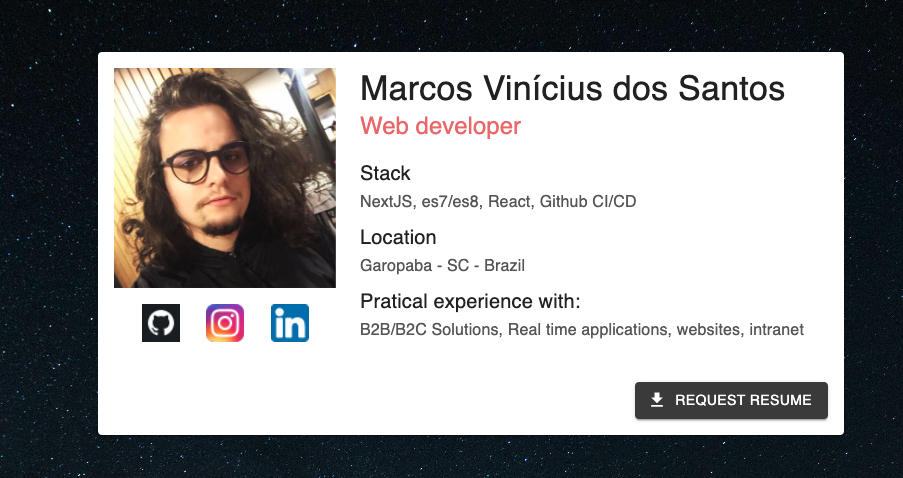 Marcos Vinícius dos Santos
Web developer
Stack
NextJS, es7/es8, React, Github CI/CD
Location
Garopaba - SC - Brazil
Pratical experience with:
B2B/B2C Solutions, Real time applications, websites, intranet
in
REQUEST RESUME